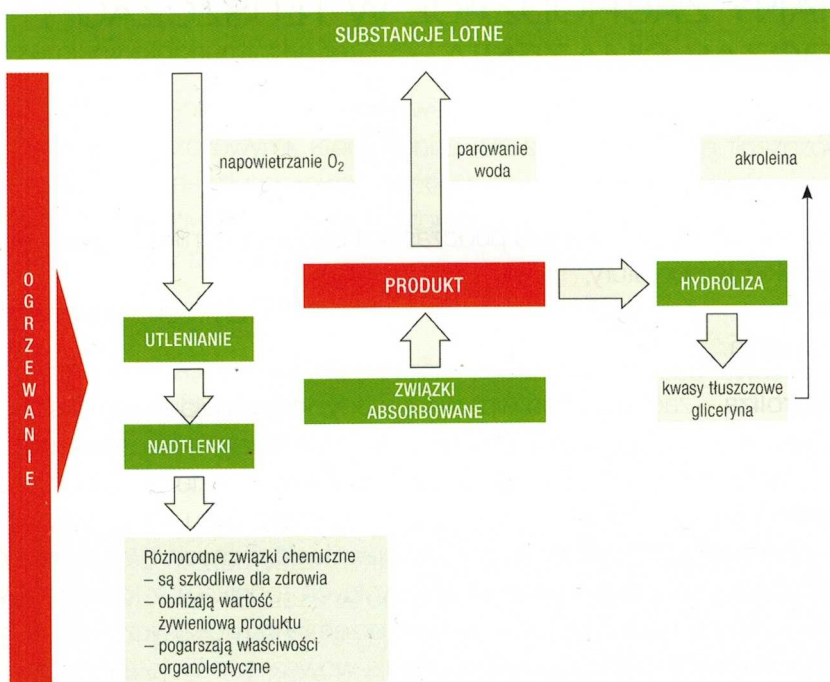 SUBSTANCJE LOTNE
OGRZEWANIE
napowietrzanie O₂
parowanie
woda
akroleina
PRODUKT
HYDROLIZA
UTLENIANIE
ZWIĄZKI
ABSORBOWANE
kwasy tłuszczowe
gliceryna
NADTLENKI
Różnorodne związki chemiczne
– są szkodliwe dla zdrowia
– obniżają wartość
żywieniową produktu
– pogarszają właściwości
organoleptyczne